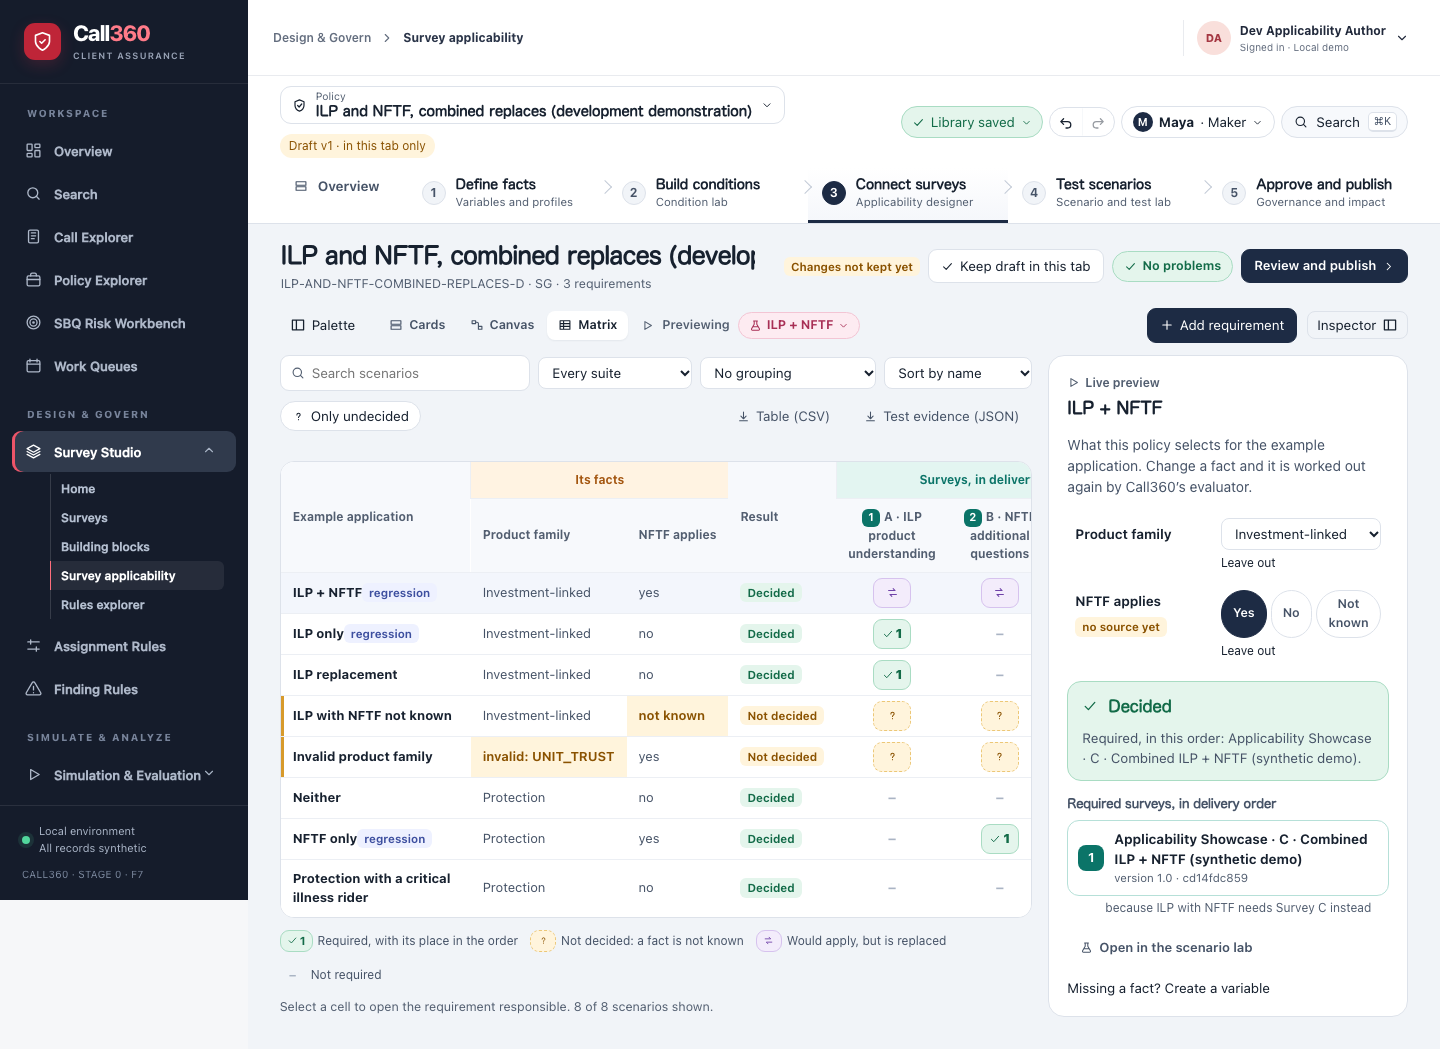 Call360
CLIENT ASSURANCE
WORKSPACE
Overview
Search
Call Explorer
Policy Explorer
SBQ Risk Workbench
Work Queues
DESIGN & GOVERN
Survey Studio
Home
Surveys
Building blocks
Survey applicability
Rules explorer
Assignment Rules
Finding Rules
SIMULATE & ANALYZE
Simulation & Evaluation
Local environment
All records synthetic
CALL360 · STAGE 0 · F7
Design & Govern > Survey applicability
DA
Dev Applicability Author
Signed in · Local demo
Policy
ILP and NFTF, combined replaces (development demonstration)
Draft v1 · in this tab only
Library saved
M Maya · Maker
Search ⌘K
Overview
1 Define facts
Variables and profiles
2 Build conditions
Condition lab
3 Connect surveys
Applicability designer
4 Test scenarios
Scenario and test lab
5 Approve and publish
Governance and impact
ILP and NFTF, combined replaces (develop
ILP-AND-NFTF-COMBINED-REPLACES-D · SG · 3 requirements
Changes not kept yet
Keep draft in this tab
No problems
Review and publish
Palette
Cards
Canvas
Matrix
Previewing
ILP + NFTF
Add requirement
Inspector
Search scenarios
Every suite
No grouping
Sort by name
? Only undecided
Table (CSV)
Test evidence (JSON)
Its facts
Surveys, in deliver
Example application
Product family
NFTF applies
Result
1 A · ILP
product
understanding
2 B · NFTF
additional
questions
ILP + NFTF regression Investment-linked yes Decided
ILP only regression Investment-linked no Decided ✓ 1 –
ILP replacement Investment-linked no Decided ✓ 1 –
ILP with NFTF not known Investment-linked not known Not decided ? ?
Invalid product family invalid: UNIT_TRUST yes Not decided ? ?
Neither Protection no Decided – –
NFTF only regression Protection yes Decided – ✓ 1
Protection with a critical
illness rider Protection no Decided – –
✓ 1 Required, with its place in the order
? Not decided: a fact is not known
Would apply, but is replaced
– Not required
Select a cell to open the requirement responsible. 8 of 8 scenarios shown.
Live preview
ILP + NFTF
What this policy selects for the example
application. Change a fact and it is worked out
again by Call360's evaluator.
Product family
Investment-linked
Leave out
NFTF applies
no source yet
Yes
No
Not
known
Leave out
Decided
Required, in this order: Applicability Showcase
· C · Combined ILP + NFTF (synthetic demo).
Required surveys, in delivery order
1
Applicability Showcase · C · Combined
ILP + NFTF (synthetic demo)
version 1.0 · cd14fdc859
because ILP with NFTF needs Survey C instead
Open in the scenario lab
Missing a fact? Create a variable